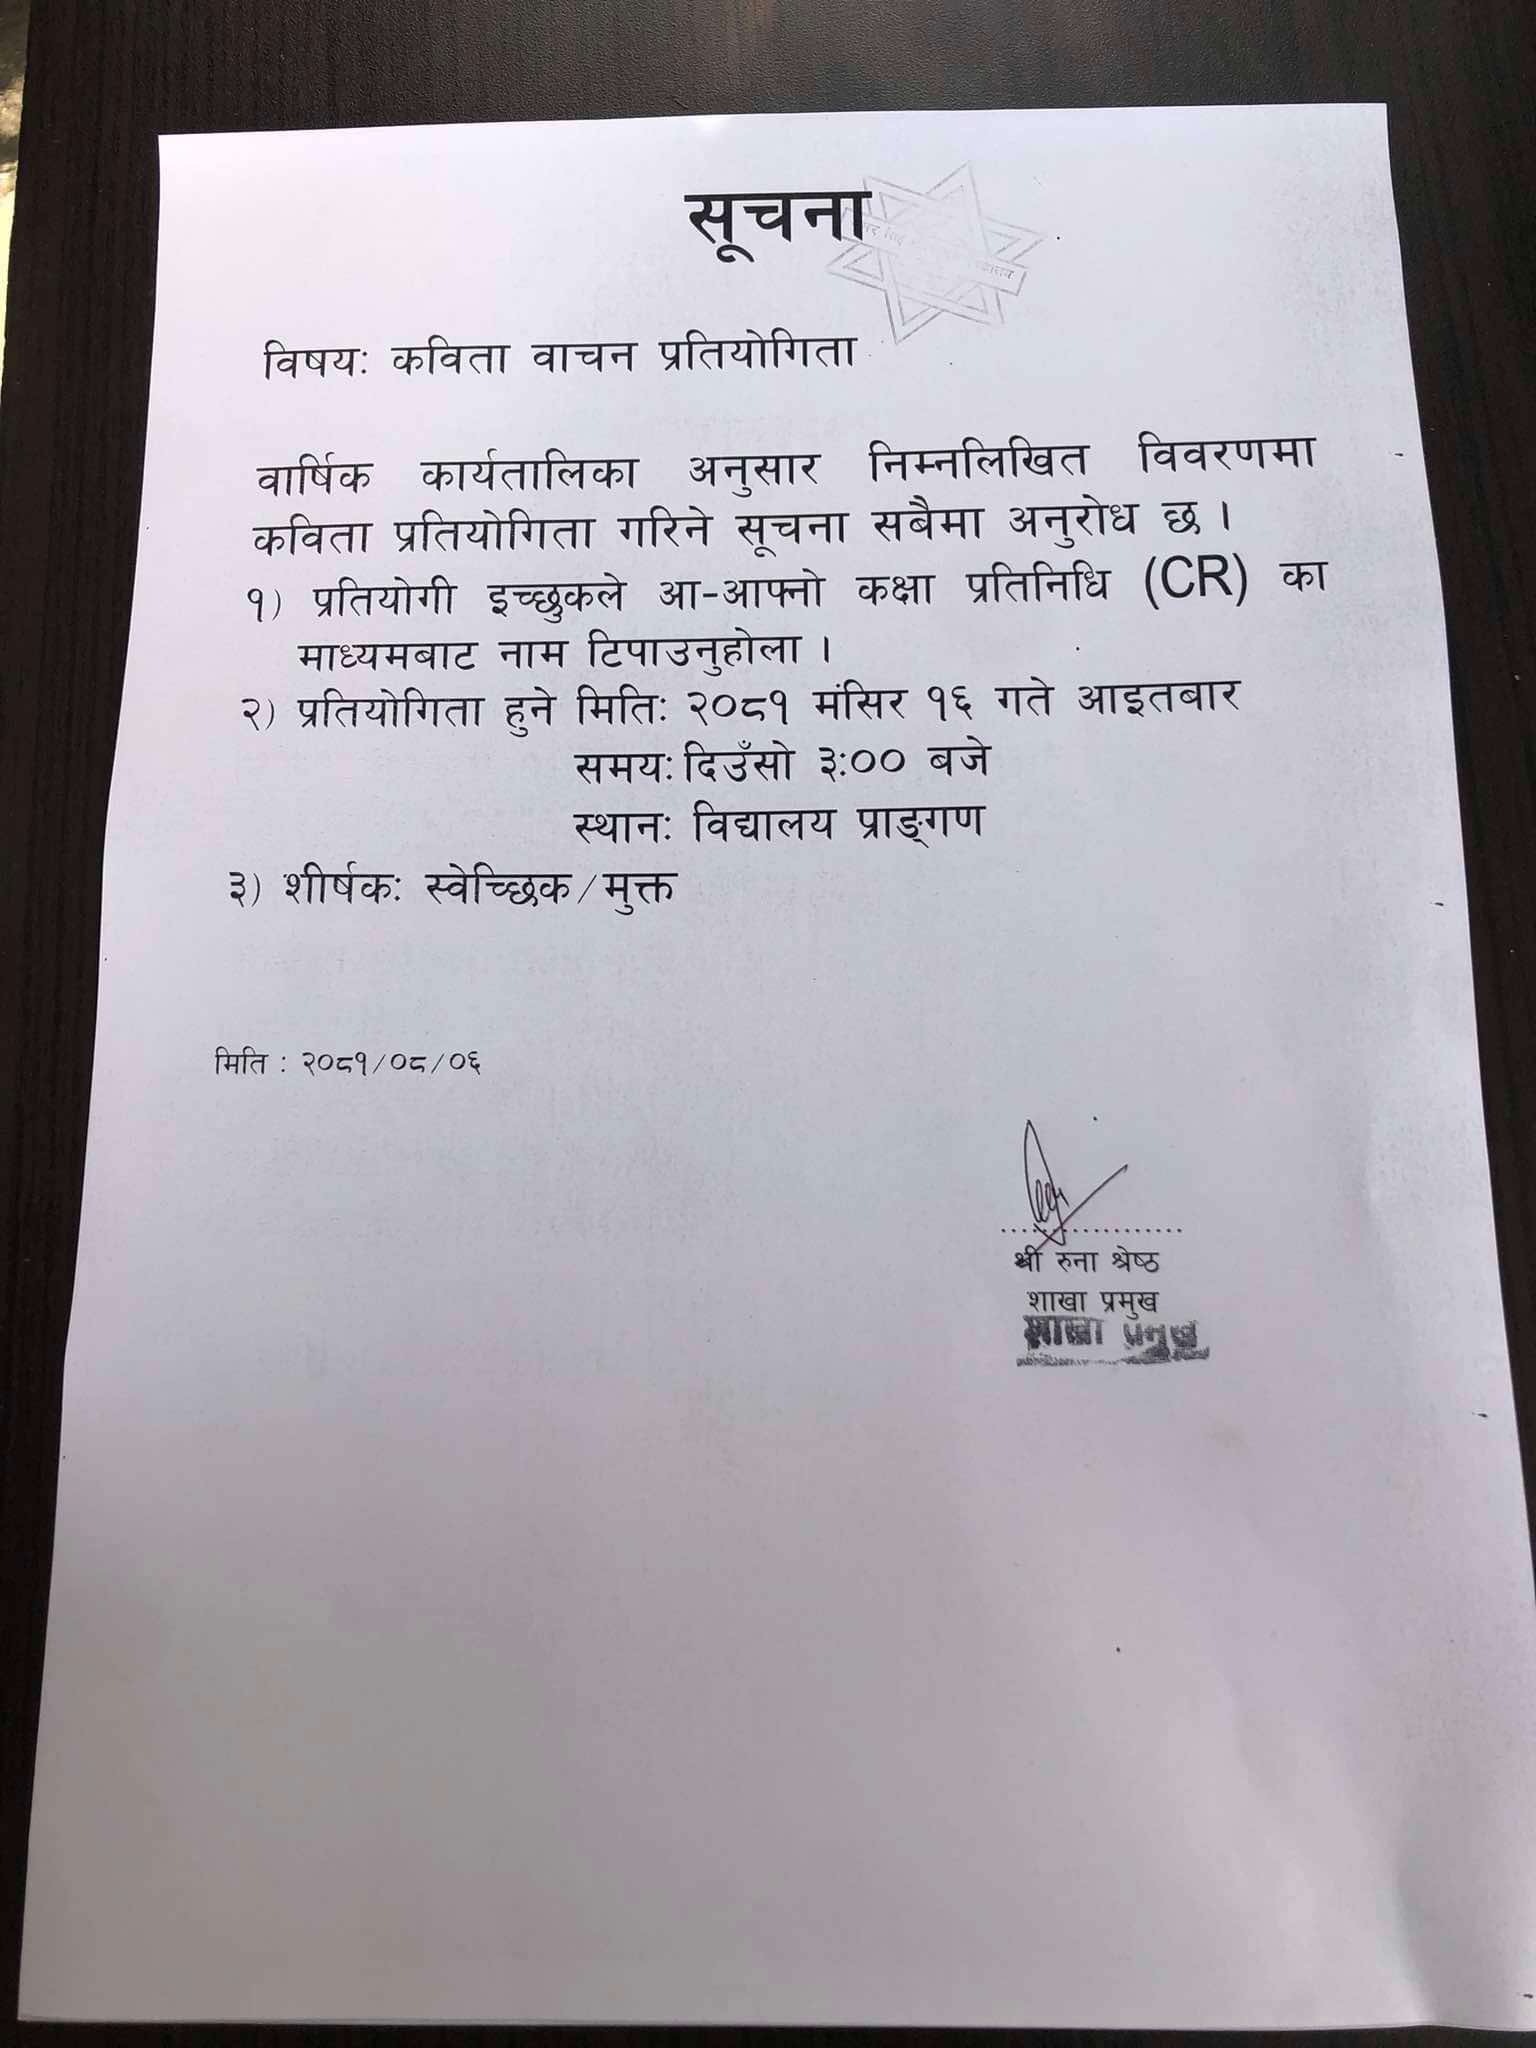 सूचना
विषयः कविता वाचन प्रतियोगिता
वार्षिक कार्यतालिका अनुसार निम्नलिखित विवरणमा
कविता प्रतियोगिता गरिने सूचना सबैमा अनुरोध छ ।
१) प्रतियोगी इच्छुकले आ-आफ्नो कक्षा प्रतिनिधि (CR) का
माध्यमबाट नाम टिपाउनुहोला ।
२) प्रतियोगिता हुने मितिः २०८१ मंसिर १६ गते आइतबार
समयः दिउँसो ३:०० बजे
स्थानः विद्यालय प्राङ्गण
३) शीर्षकः स्वेच्छिक/मुक्त
मिति : २०८१/०८/०६
श्री रुना श्रेष्ठ
शाखा प्रमुख
शाखा प्रमुख